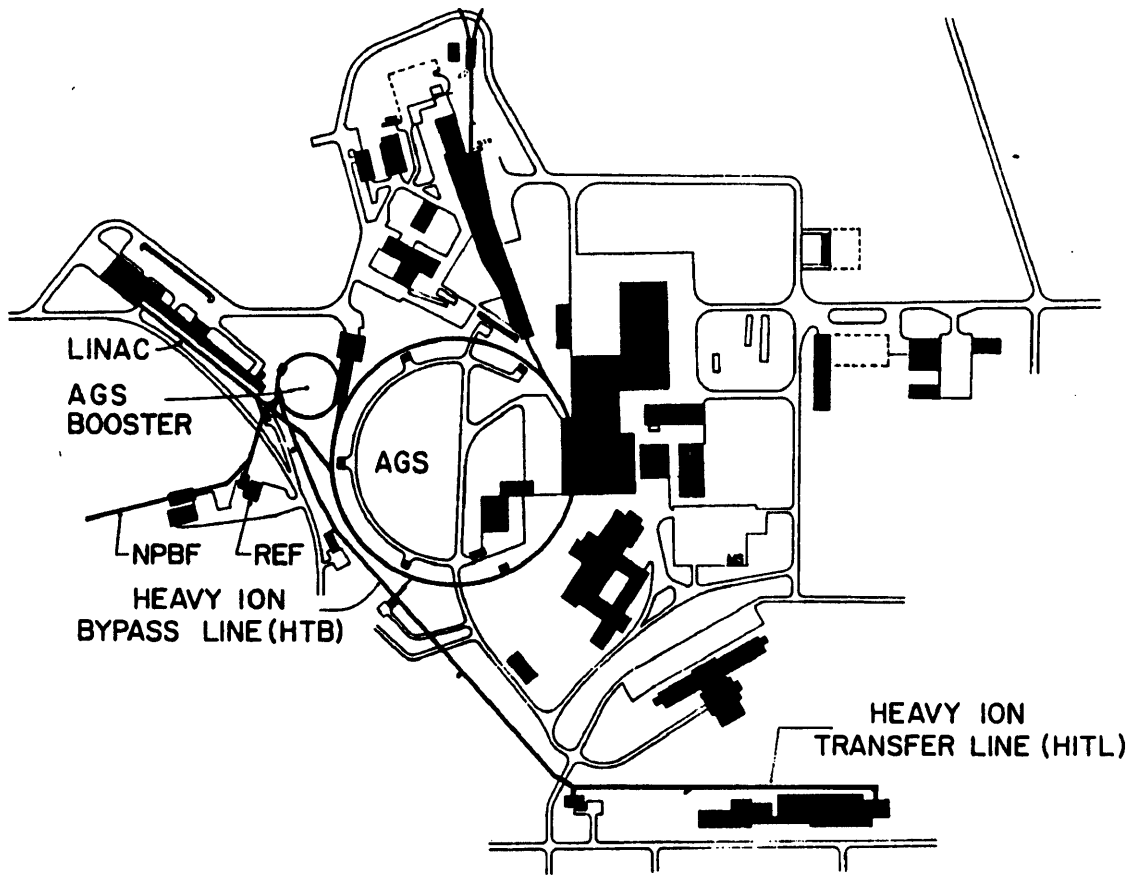 LINAC
AGS
BOOSTER
AGS
NPBF
REF
HEAVY ION
BYPASS LINE (HTB)
HEAVY ION
TRANSFER LINE (HITL)